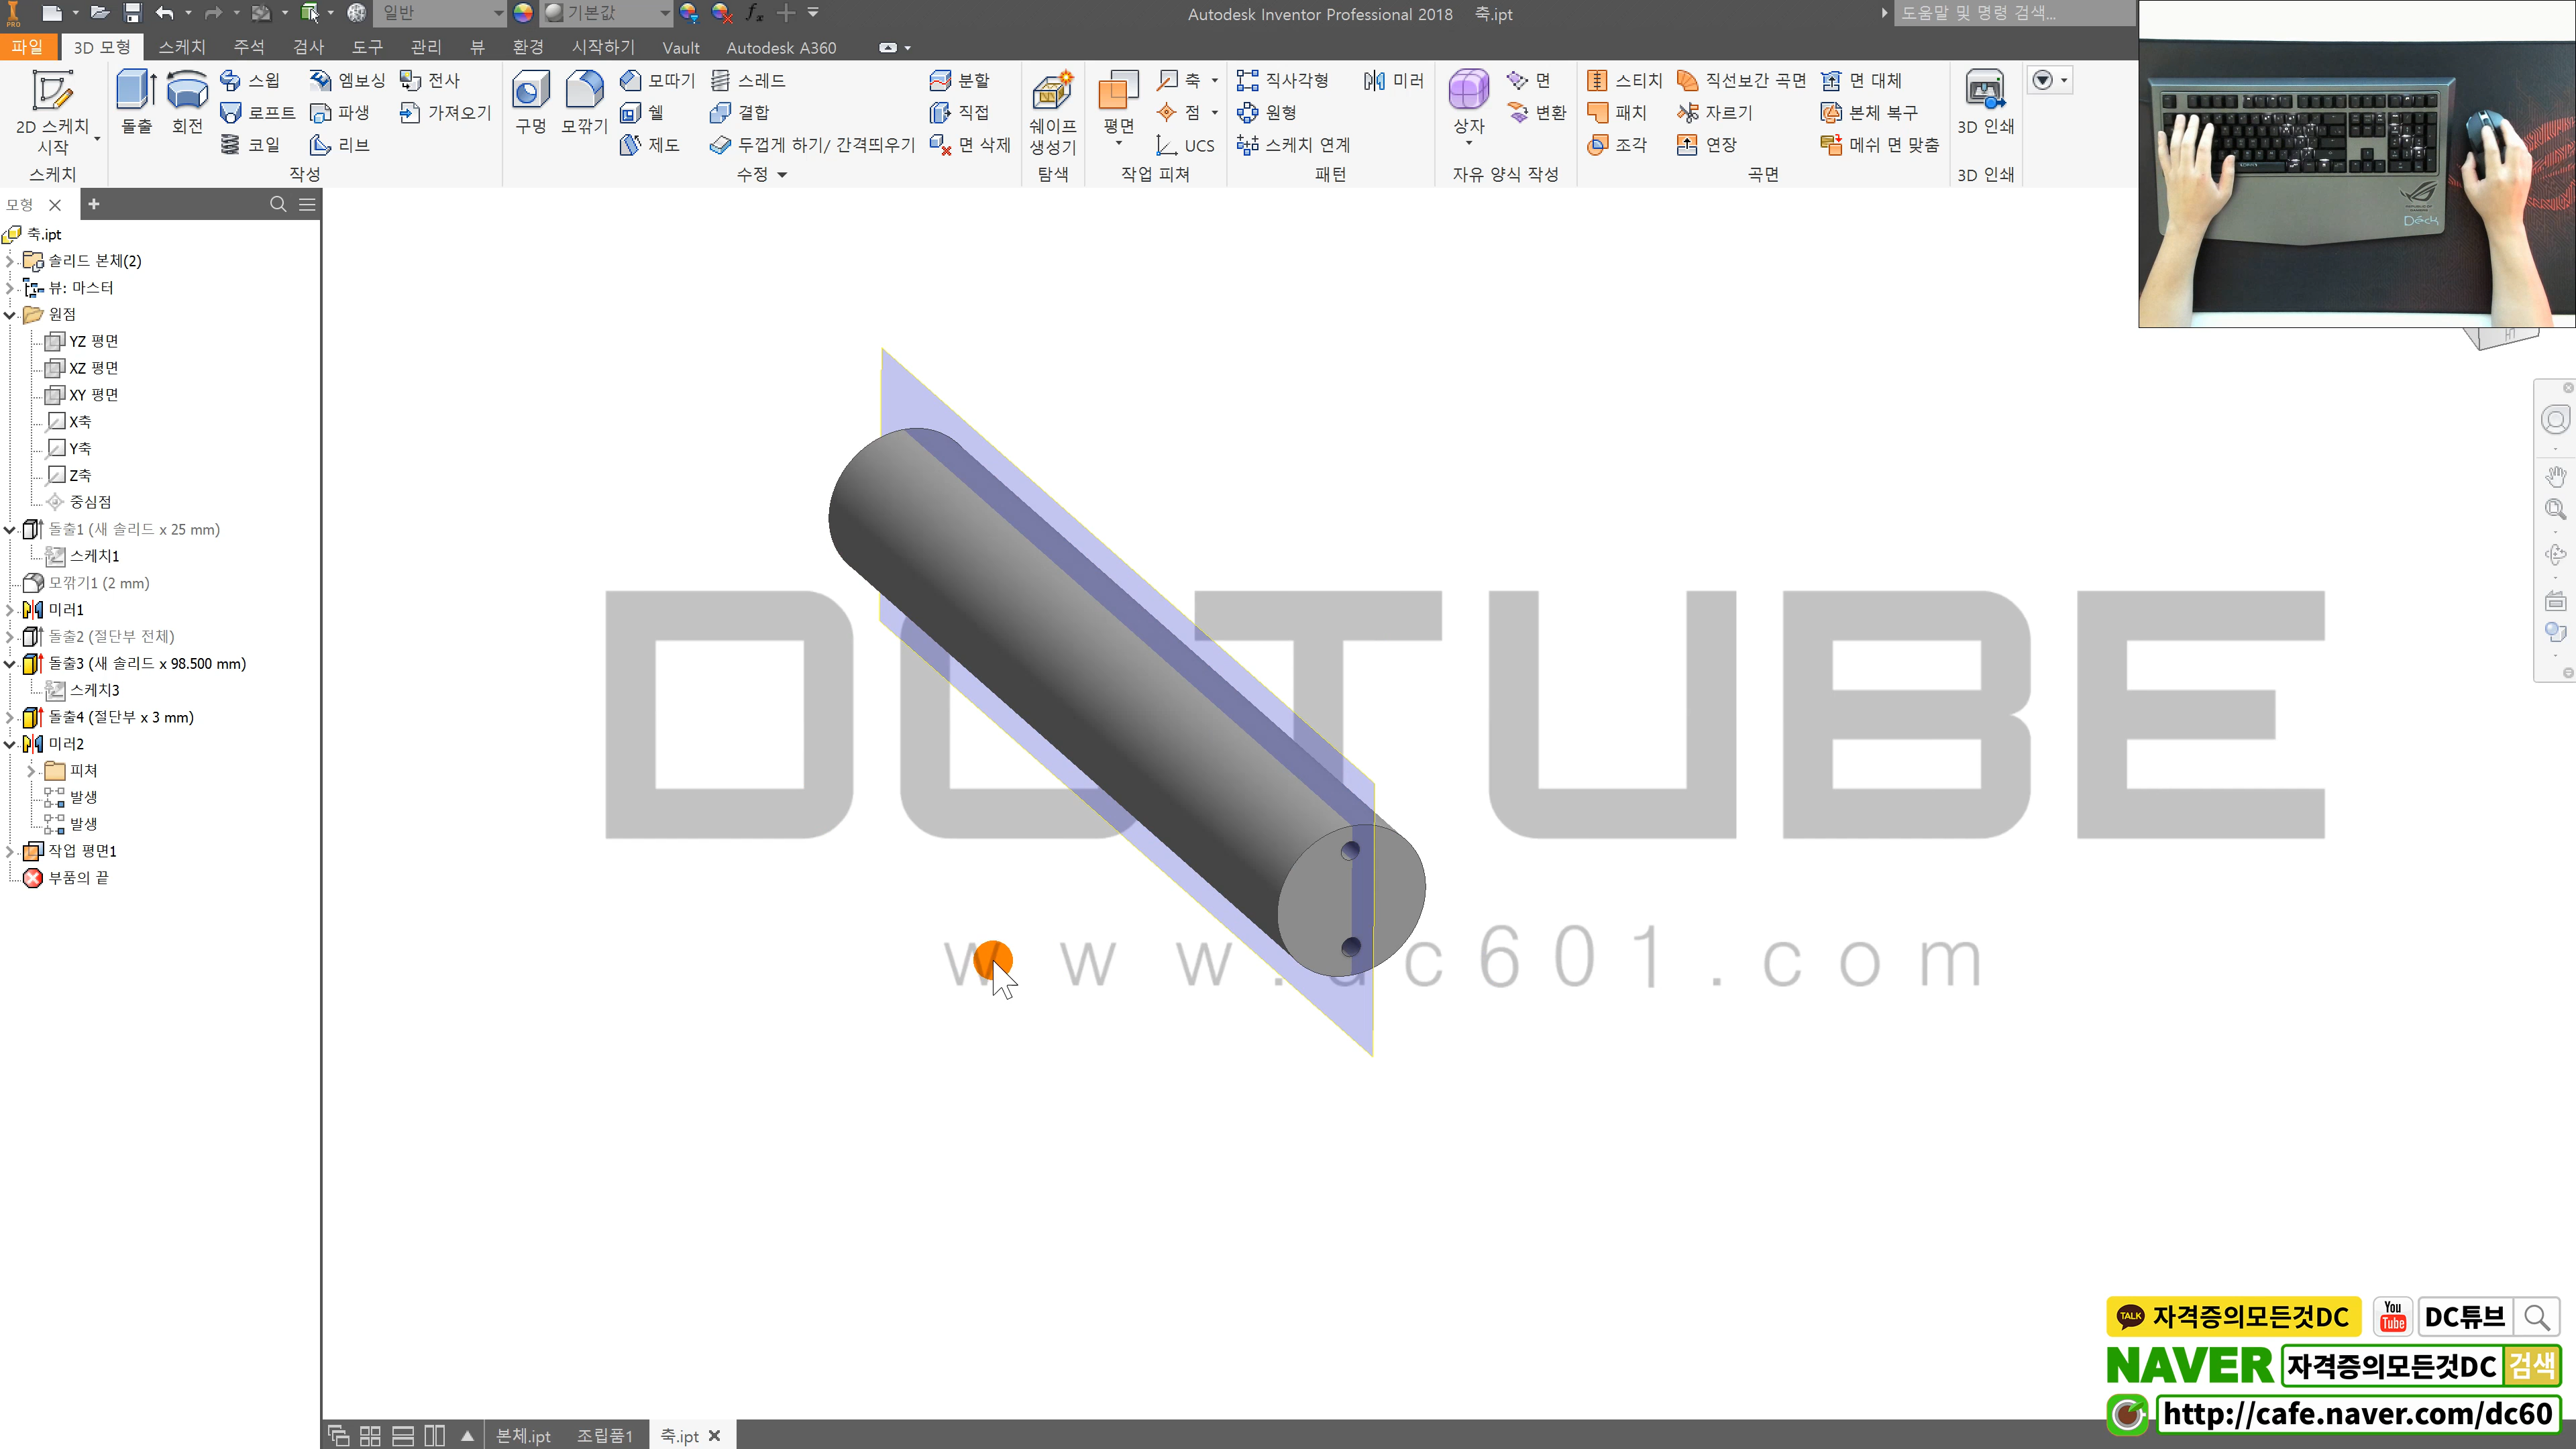 PRO
일반
기본값
fx
Autodesk Inventor Professional 2018 축.ipt
도움말 및 명령 검색...
파일 3D 모형 스케치 주석 검사 도구 관리 뷰 환경 시작하기 Vault Autodesk A360
2D 스케치
시작
돌출 회전
스윕 엠보싱 전사
로프트 파생 가져오기
코일 리브
구멍 모깎기
모따기 스레드
쉘 결합
제도 두껍게 하기/ 간격띄우기
분할
직접
면 삭제
쉐이프
생성기
평면
축
점
UCS
직사각형 미러
원형
스케치 연계
상자
면
변환
스티치 직선보간 곡면 면 대체
패치 자르기 본체 복구
조각 연장 메쉬 면 맞춤
3D 인쇄
스케치 작성 수정 탐색 작업 피쳐 패턴 자유 양식 작성 곡면 3D 인쇄
모형
축.ipt
솔리드 본체(2)
뷰: 마스터
원점
YZ 평면
XZ 평면
XY 평면
X축
Y축
Z축
중심점
돌출1 (새 솔리드 x 25 mm)
스케치1
모깎기1 (2 mm)
미러1
돌출2 (절단부 전체)
돌출3 (새 솔리드 x 98.500 mm)
스케치3
돌출4 (절단부 x 3 mm)
미러2
피쳐
발생
발생
작업 평면1
부품의 끝
DCTUBE
www.dc601.com
Deck
TALK 자격증의모든것DC You Tube DC튜브
NAVER 자격증의모든것DC 검색
http://cafe.naver.com/dc60
본체.ipt 조립품1 축.ipt